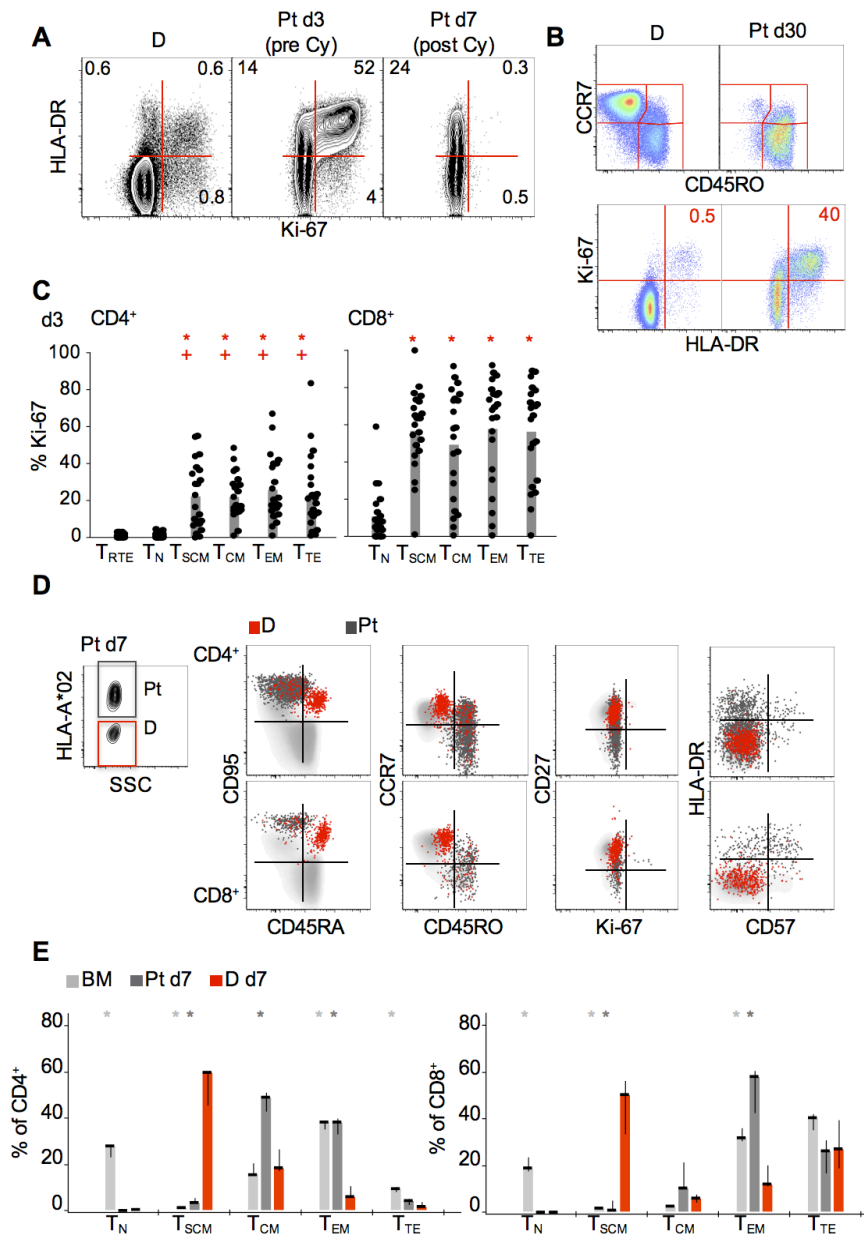 A
D
Pt d3
(pre Cy)
Pt d7
(post Cy)
HLA-DR
0.6
0.6
0.8
14
52
4
24
0.3
0.5
Ki-67
B
D
Pt d30
CCR7
CD45RO
Ki-67
0.5
40
HLA-DR
C
d3
CD4+
CD8+
* * * *
+ + + +
* * * *
% Ki-67
100
80
60
40
20
0
TRTE TN TSCM TCM TEM TTE
TN TSCM TCM TEM TTE
D
D Pt
Pt d7
HLA-A*02
Pt
D
SSC
CD4+
CD8+
CD95
CD45RA
CCR7
CD45RO
CD27
Ki-67
HLA-DR
CD57
E
BM Pt d7 D d7
% of CD4+
80
60
40
20
0
* * * * * * *
TN TSCM TCM TEM TTE
% of CD8+
80
60
40
20
0
* * * * *
TN TSCM TCM TEM TTE